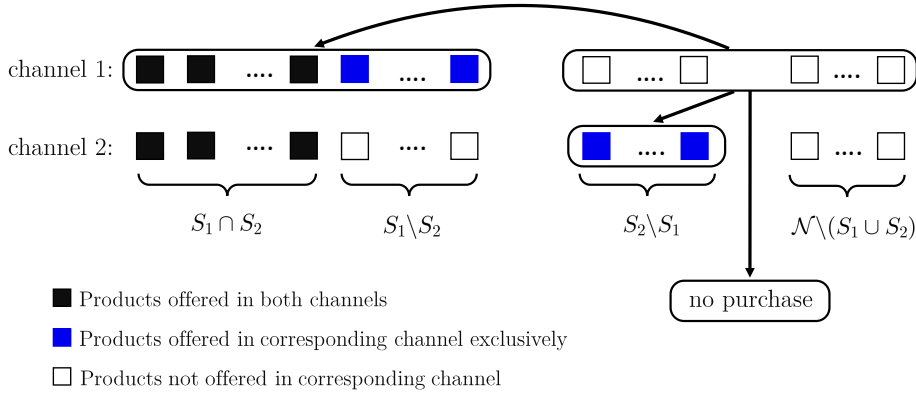 channel 1:
.... .... .... ....
channel 2:
.... .... .... ....
S₁ ∩ S₂ S₁\S₂ S₂\S₁ 𝒩\(S₁ ∪ S₂)
no purchase
Products offered in both channels
Products offered in corresponding channel exclusively
Products not offered in corresponding channel